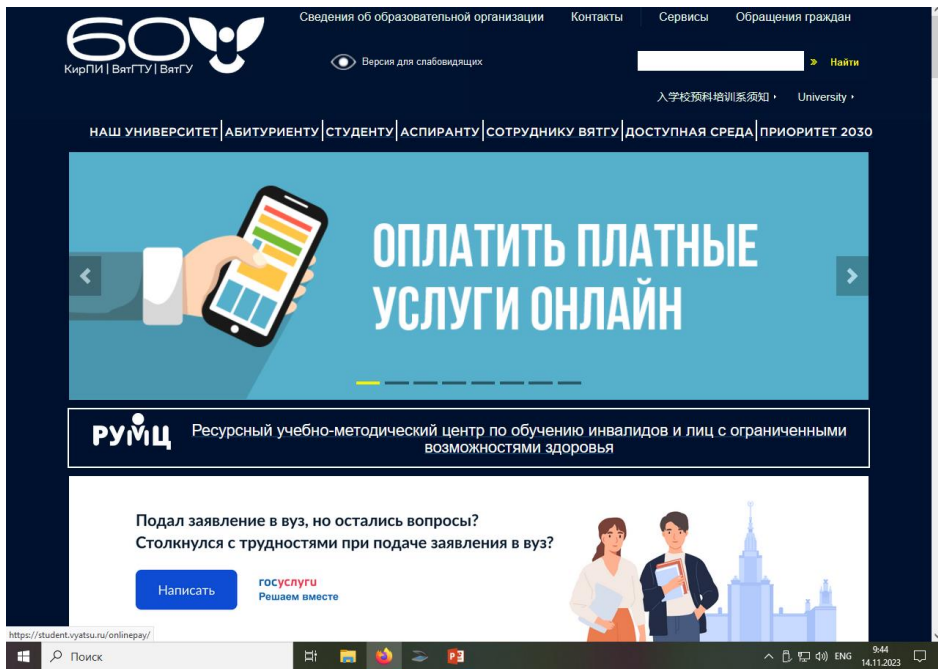 Сведения об образовательной организации Контакты Сервисы Обращения граждан
60
КирПИ | ВятГТУ | ВятГУ
Версия для слабовидящих
» Найти
入学校预科培训系须知 University
НАШ УНИВЕРСИТЕТ АБИТУРИЕНТУ СТУДЕНТУ АСПИРАНТУ СОТРУДНИКУ ВЯТГУ ДОСТУПНАЯ СРЕДА ПРИОРИТЕТ 2030
ОПЛАТИТЬ ПЛАТНЫЕ
УСЛУГИ ОНЛАЙН
РУМЦ
Ресурсный учебно-методический центр по обучению инвалидов и лиц с ограниченными
возможностями здоровья
Подал заявление в вуз, но остались вопросы?
Столкнулся с трудностями при подаче заявления в вуз?
Написать
госуслуги
Решаем вместе
https://student.vyatsu.ru/onlinepay/
Поиск
ENG
9:44
14.11.2023